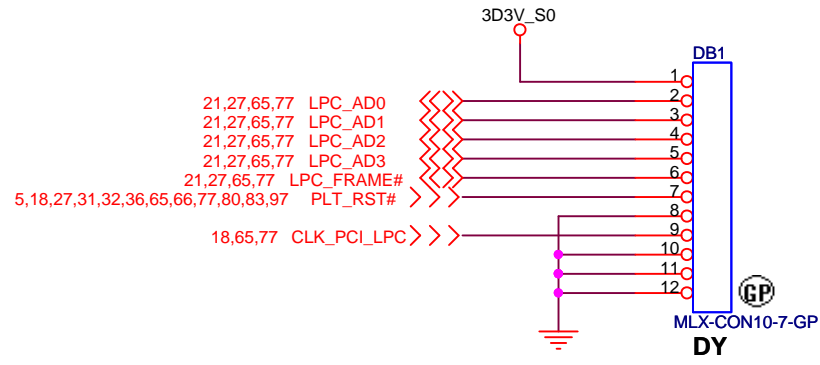 3D3V_S0
DB1
1
21,27,65,77 LPC_AD0 2
21,27,65,77 LPC_AD1 3
21,27,65,77 LPC_AD2 4
21,27,65,77 LPC_AD3 5
21,27,65,77 LPC_FRAME# 6
5,18,27,31,32,36,65,66,77,80,83,97 PLT_RST# 7
8
18,65,77 CLK_PCI_LPC 9
10
11
12
GP
MLX-CON10-7-GP
DY